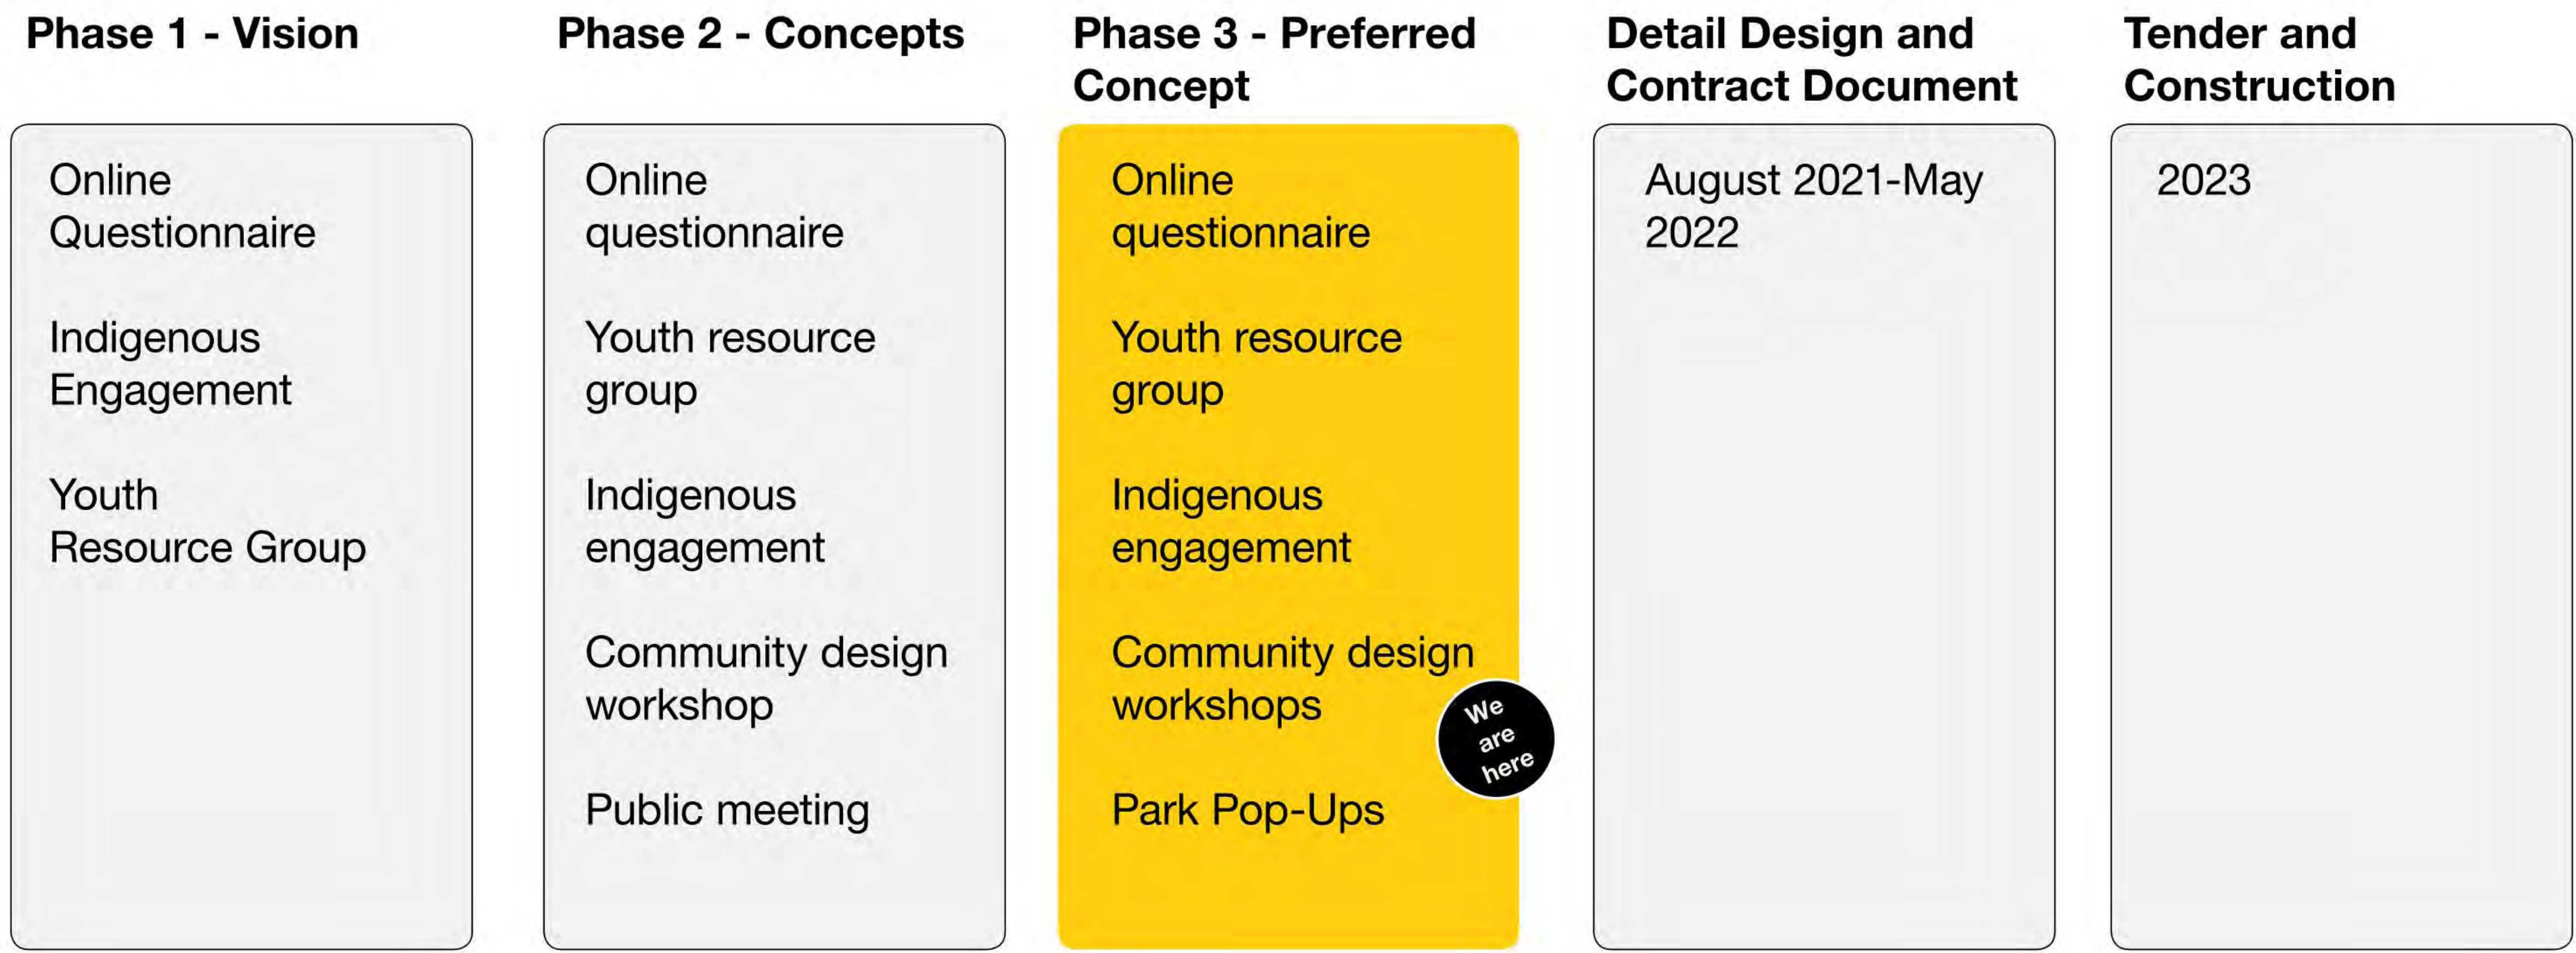 Phase 1 - Vision
Online
Questionnaire
Indigenous
Engagement
Youth
Resource Group
Phase 2 - Concepts
Online
questionnaire
Youth resource
group
Indigenous
engagement
Community design
workshop
Public meeting
Phase 3 - Preferred
Concept
Online
questionnaire
Youth resource
group
Indigenous
engagement
Community design
workshops
Park Pop-Ups
We
are
here
Detail Design and
Contract Document
August 2021-May
2022
Tender and
Construction
2023